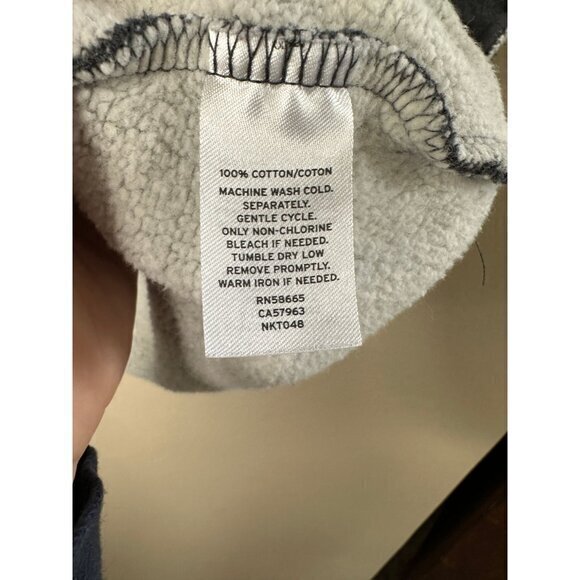 100% COTTON/COTON
MACHINE WASH COLD.
SEPARATELY.
GENTLE CYCLE.
ONLY NON-CHLORINE
BLEACH IF NEEDED.
TUMBLE DRY LOW
REMOVE PROMPTLY.
WARM IRON IF NEEDED.
RN58665
CA57963
NKT048